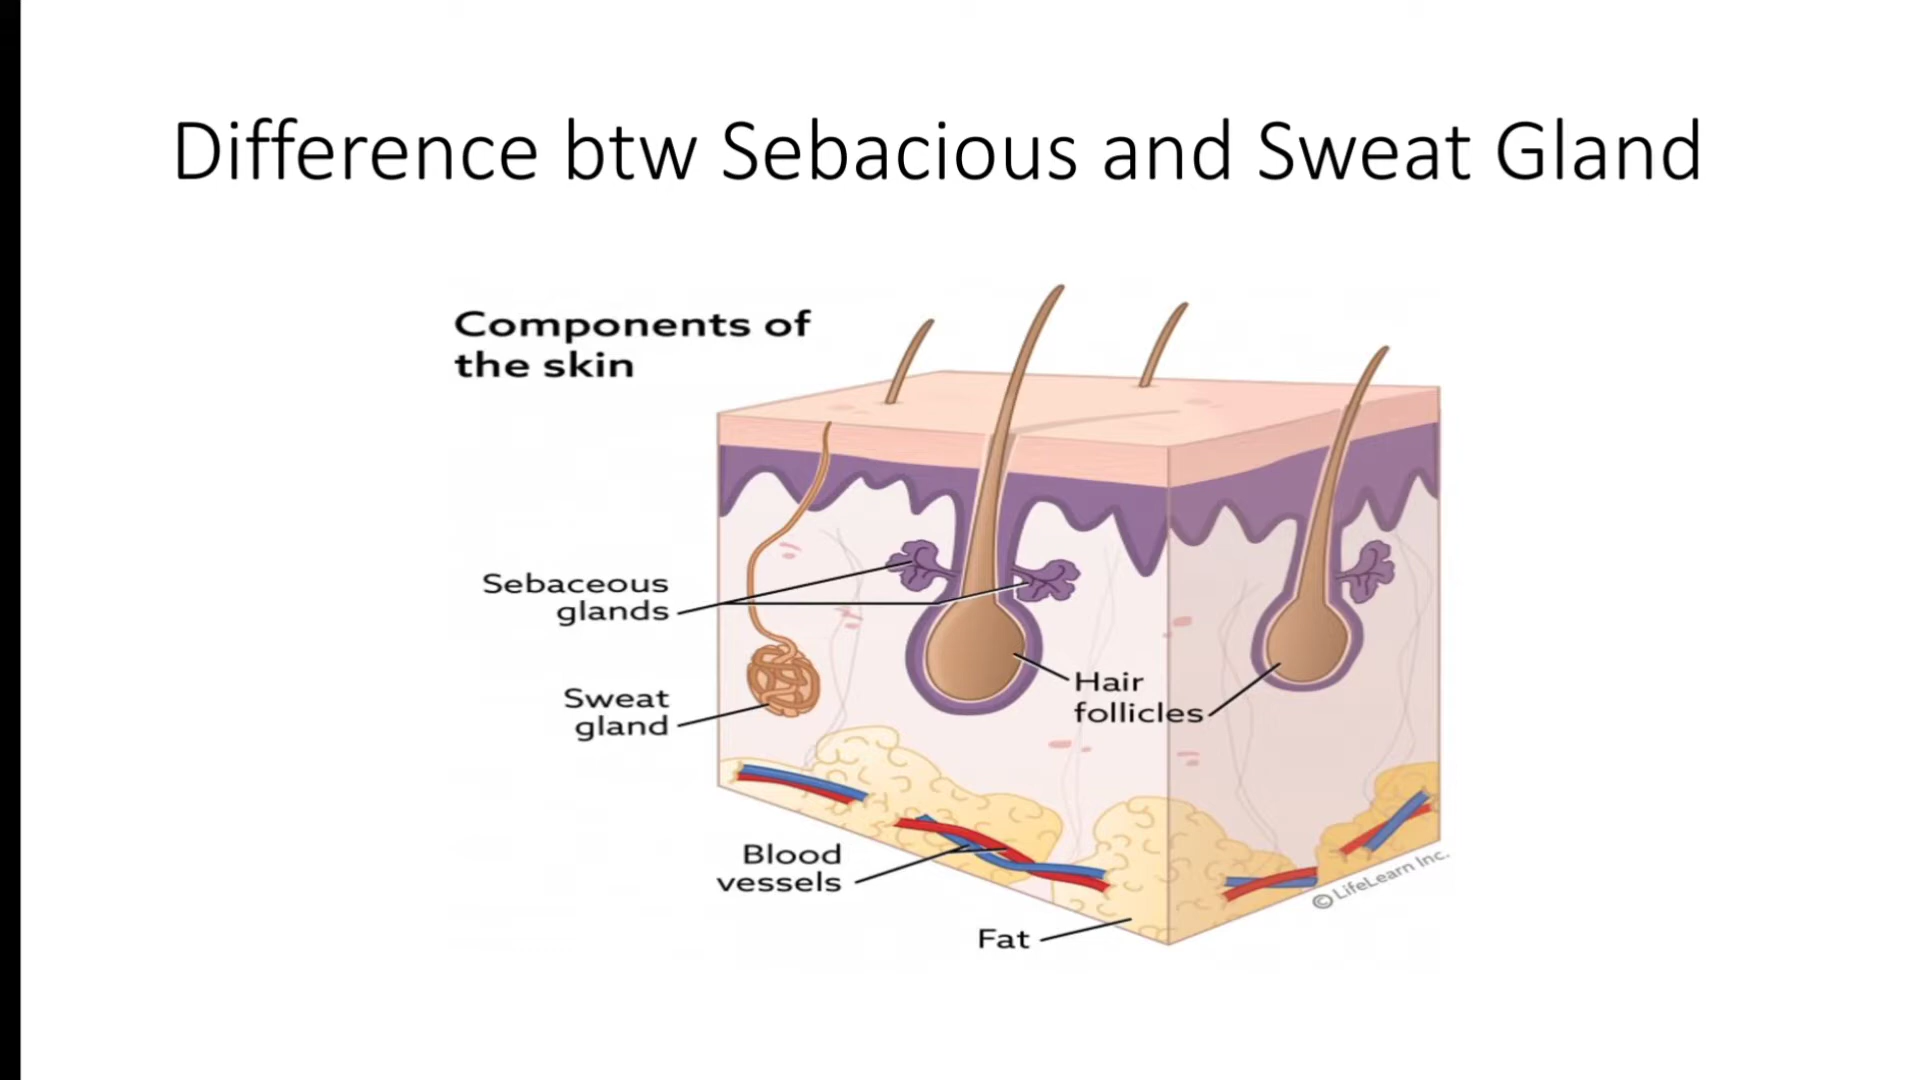 Difference btw Sebacious and Sweat Gland
Components of
the skin
Sebaceous
glands
Sweat
gland
Hair
follicles
Blood
vessels
Fat
© LifeLearn Inc.